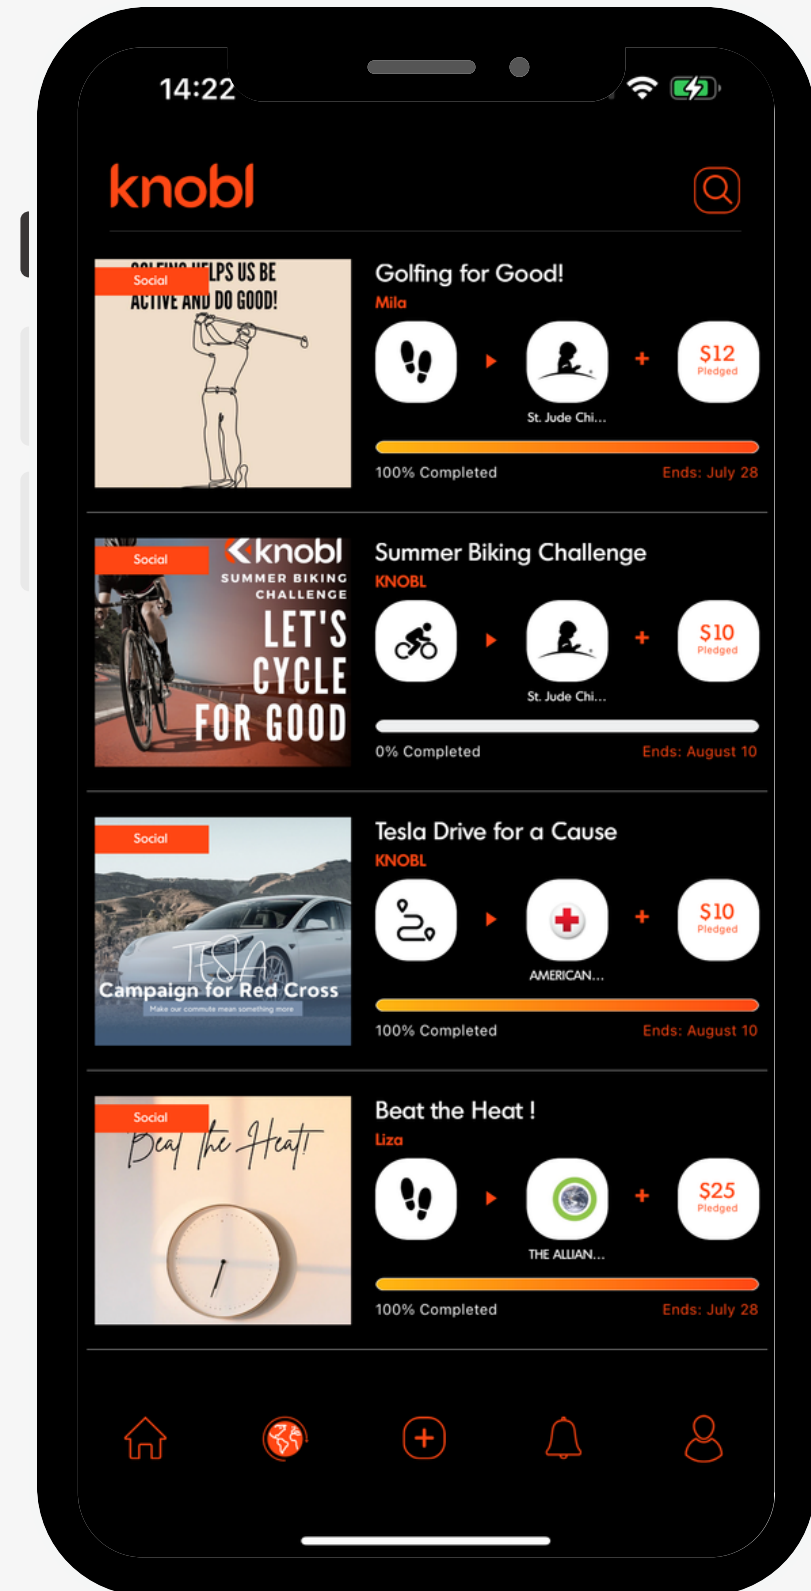 14:22
knobl
GOLFING HELPS US BE
Social
ACTIVE AND DO GOOD!
Golfing for Good!
Mila
$12
Pledged
St. Jude Chi...
100% Completed
Ends: July 28
Social
knobl
SUMMER BIKING
CHALLENGE
LET'S
CYCLE
FOR GOOD
Summer Biking Challenge
KNOBL
$10
Pledged
St. Jude Chi...
0% Completed
Ends: August 10
Social
TESLA
Campaign for Red Cross
Make our commute mean something more
Tesla Drive for a Cause
KNOBL
$10
Pledged
AMERICAN...
100% Completed
Ends: August 10
Social
Beat the Heat!
Beat the Heat !
Liza
$25
Pledged
THE ALLIAN...
100% Completed
Ends: July 28